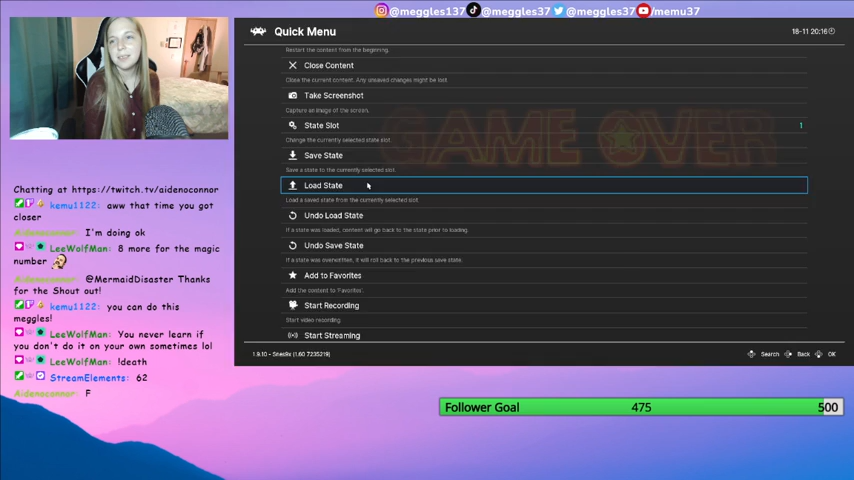 @meggles137 @meggles37 @meggles37 /memu37
Quick Menu
18-11 20:16
Restart the content from the beginning.
Close Content
Close the current content. Any unsaved changes might be lost.
Take Screenshot
Capture an image of the screen.
State Slot 1
Change the currently selected state slot.
Save State
Save a state to the currently selected slot.
Load State
Load a saved state from the currently selected slot.
Undo Load State
If a state was loaded, content will go back to the state prior to loading.
Undo Save State
If a state was overwritten, it will roll back to the previous save state.
Add to Favorites
Add the content to 'Favorites'.
Start Recording
Start video recording.
Start Streaming
GAME OVER
1.9.10 - Snes9x (1.60 7235219)
Search Back OK
Chatting at https://twitch.tv/aidenoconnor
kemu1122: aww that time you got
closer
Aidenoconnor: I'm doing ok
LeeWolfMan: 8 more for the magic
number
Aidenoconnor: @MermaidDisaster Thanks
for the Shout out!
kemu1122: you can do this
meggles!
LeeWolfMan: You never learn if
you don't do it on your own sometimes lol
LeeWolfMan: !death
StreamElements: 62
Aidenoconnor: F
Follower Goal 475 500